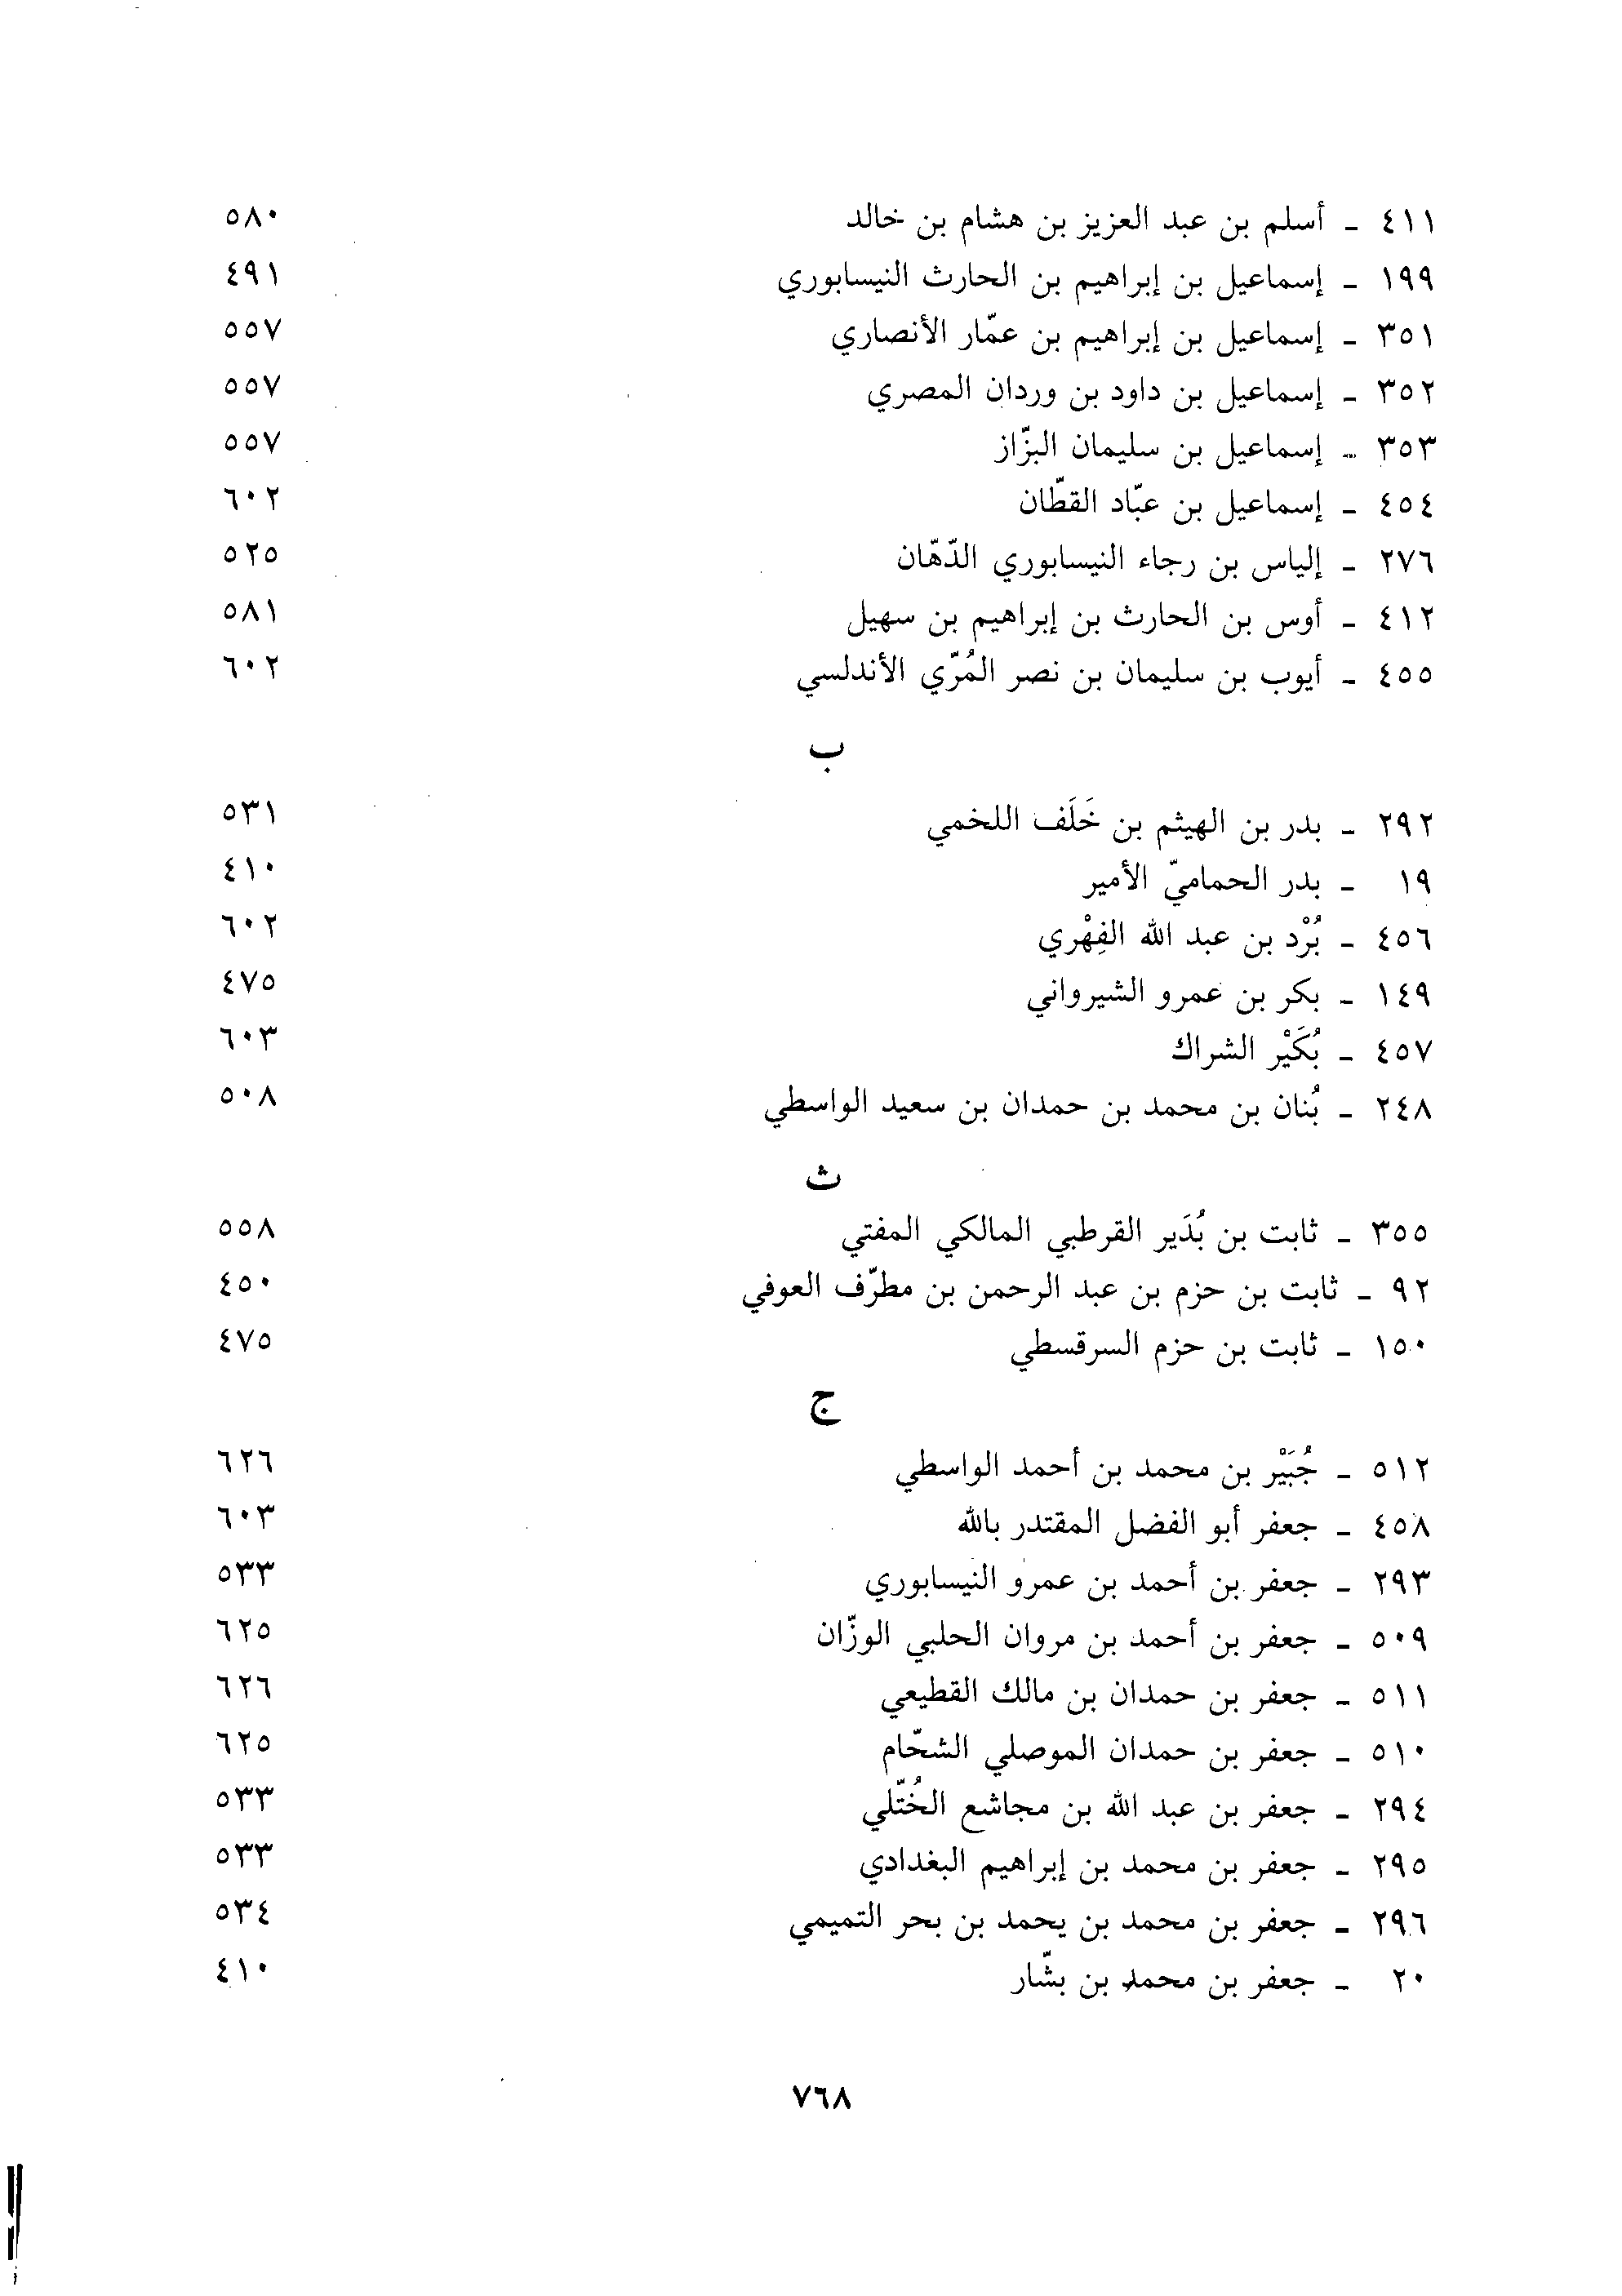 ٤١١ - أسلم بن عبد العزيز بن هشام بن خالد ٥٨٠
١٩٩ - إسماعيل بن إبراهيم بن الحارث النيسابوري ٤٩١
٣٥١ - إسماعيل بن إبراهيم بن عمّار الأنصاري ٥٥٧
٣٥٢ - إسماعيل بن داود بن وردان المصري ٥٥٧
٣٥٣ - إسماعيل بن سليمان البزّاز ٥٥٧
٤٥٤ - إسماعيل بن عبّاد القطّان ٦٠٢
٢٧٦ - إلياس بن رجاء النيسابوري الدّهّان ٥٢٥
٤١٢ - أوس بن الحارث بن إبراهيم بن سهيل ٥٨١
٤٥٥ - أيوب بن سليمان بن نصر المُرّي الأندلسي ٦٠٢
ب
٢٩٢ - بدر بن الهيثم بن خَلَف اللخمي ٥٣١
١٩ - بدر الحماميّ الأمير ٤١٠
٤٥٦ - بُرْد بن عبد الله الفِهْري ٦٠٢
١٤٩ - بكر بن عمرو الشيرواني ٤٧٥
٤٥٧ - بُكَيْر الشراك ٦٠٣
٢٤٨ - بُنان بن محمد بن حمدان بن سعيد الواسطي ٥٠٨
ث
٣٥٥ - ثابت بن بُدَير القرطبي المالكي المفتي ٥٥٨
٩٢ - ثابت بن حزم بن عبد الرحمن بن مطرّف العوفي ٤٥٠
١٥٠ - ثابت بن حزم السرقسطي ٤٧٥
ج
٥١٢ - جُبَيْر بن محمد بن أحمد الواسطي ٦٢٦
٤٥٨ - جعفر أبو الفضل المقتدر بالله ٦٠٣
٢٩٣ - جعفر بن أحمد بن عمرو النيسابوري ٥٣٣
٥٠٩ - جعفر بن أحمد بن مروان الحلبي الوزّان ٦٢٥
٥١١ - جعفر بن حمدان بن مالك القطيعي ٦٢٦
٥١٠ - جعفر بن حمدان الموصلي الشحّام ٦٢٥
٢٩٤ - جعفر بن عبد الله بن مجاشع الخُتّلي ٥٣٣
٢٩٥ - جعفر بن محمد بن إبراهيم البغدادي ٥٣٣
٢٩٦ - جعفر بن محمد بن يحمد بن بحر التميمي ٥٣٤
٢٠ - جعفر بن محمد بن بشّار ٤١٠
٧٦٨